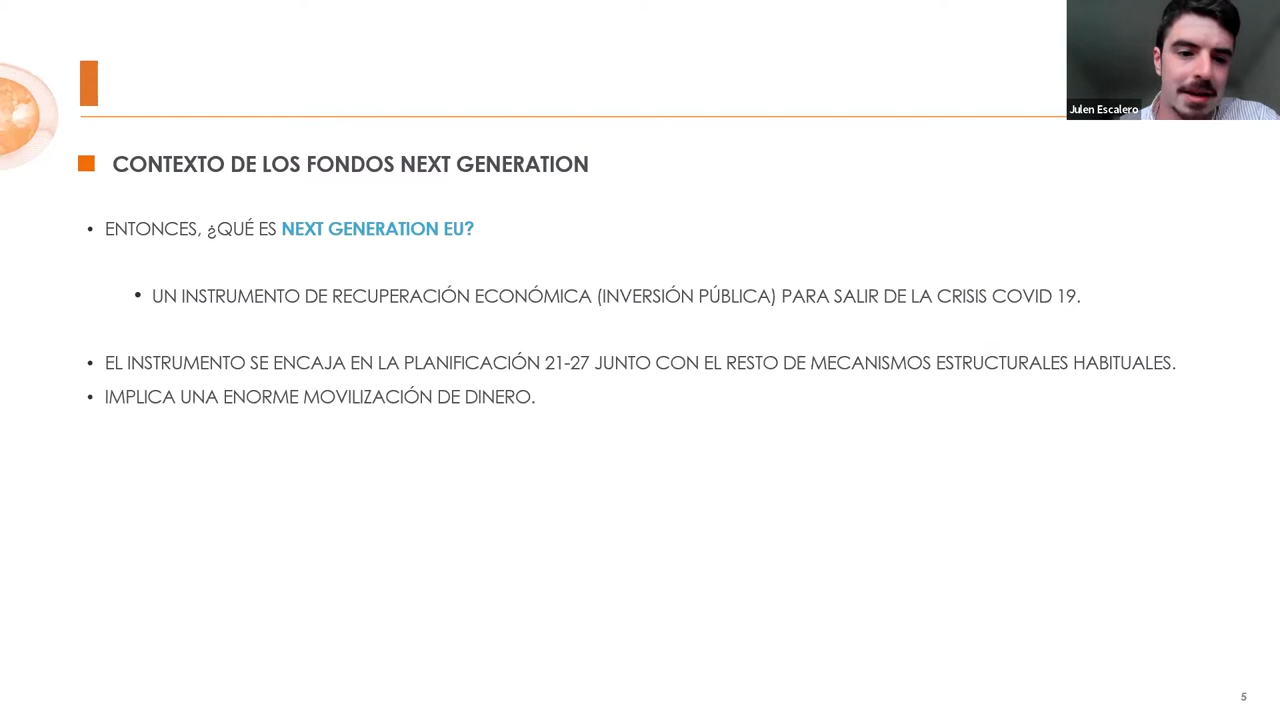 Julen Escalero
CONTEXTO DE LOS FONDOS NEXT GENERATION
• ENTONCES, ¿QUÉ ES NEXT GENERATION EU?
• UN INSTRUMENTO DE RECUPERACIÓN ECONÓMICA (INVERSIÓN PÚBLICA) PARA SALIR DE LA CRISIS COVID 19.
• EL INSTRUMENTO SE ENCAJA EN LA PLANIFICACIÓN 21-27 JUNTO CON EL RESTO DE MECANISMOS ESTRUCTURALES HABITUALES.
• IMPLICA UNA ENORME MOVILIZACIÓN DE DINERO.
5